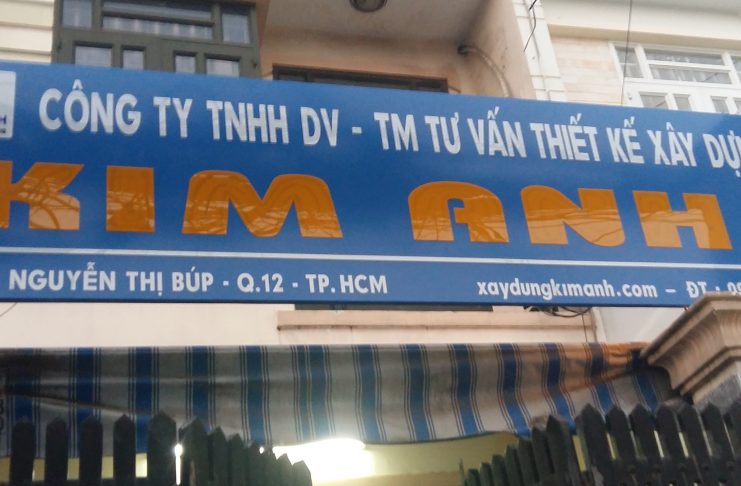 CÔNG TY TNHH DV - TM TƯ VẤN THIẾT KẾ XÂY DỰ
KIM ANH
NGUYỄN THỊ BÚP - Q.12 - TP.HCM xaydungkimanh.com - ĐT :